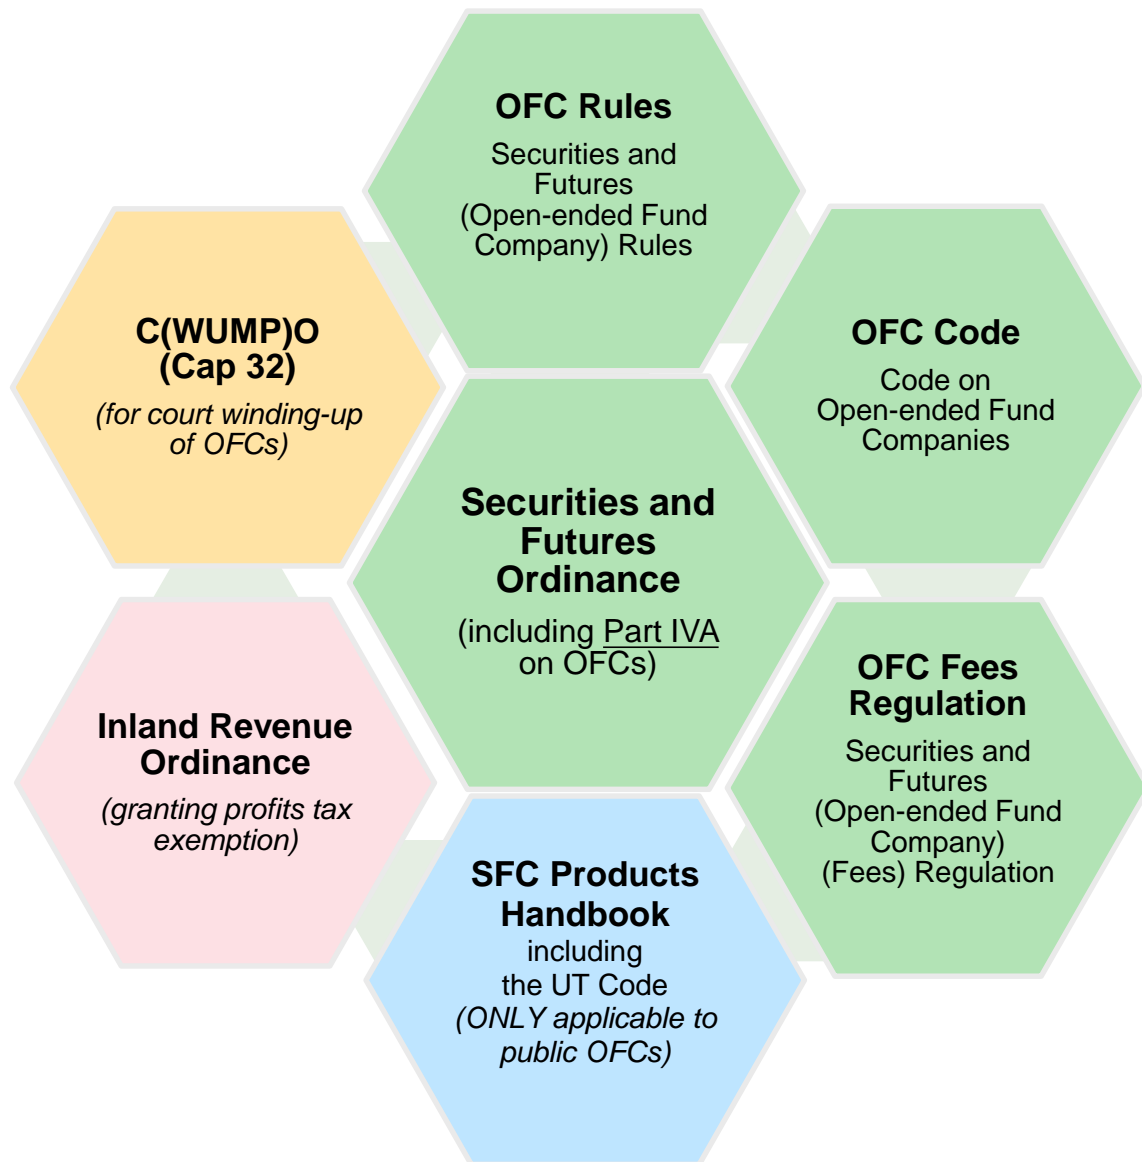 OFC Rules
Securities and
Futures
(Open-ended Fund
Company) Rules
C(WUMP)O
(Cap 32)
(for court winding-up
of OFCs)
OFC Code
Code on
Open-ended Fund
Companies
Securities and
Futures
Ordinance
(including Part IVA
on OFCs)
Inland Revenue
Ordinance
(granting profits tax
exemption)
OFC Fees
Regulation
Securities and
Futures
(Open-ended Fund
Company)
(Fees) Regulation
SFC Products
Handbook
including
the UT Code
(ONLY applicable to
public OFCs)